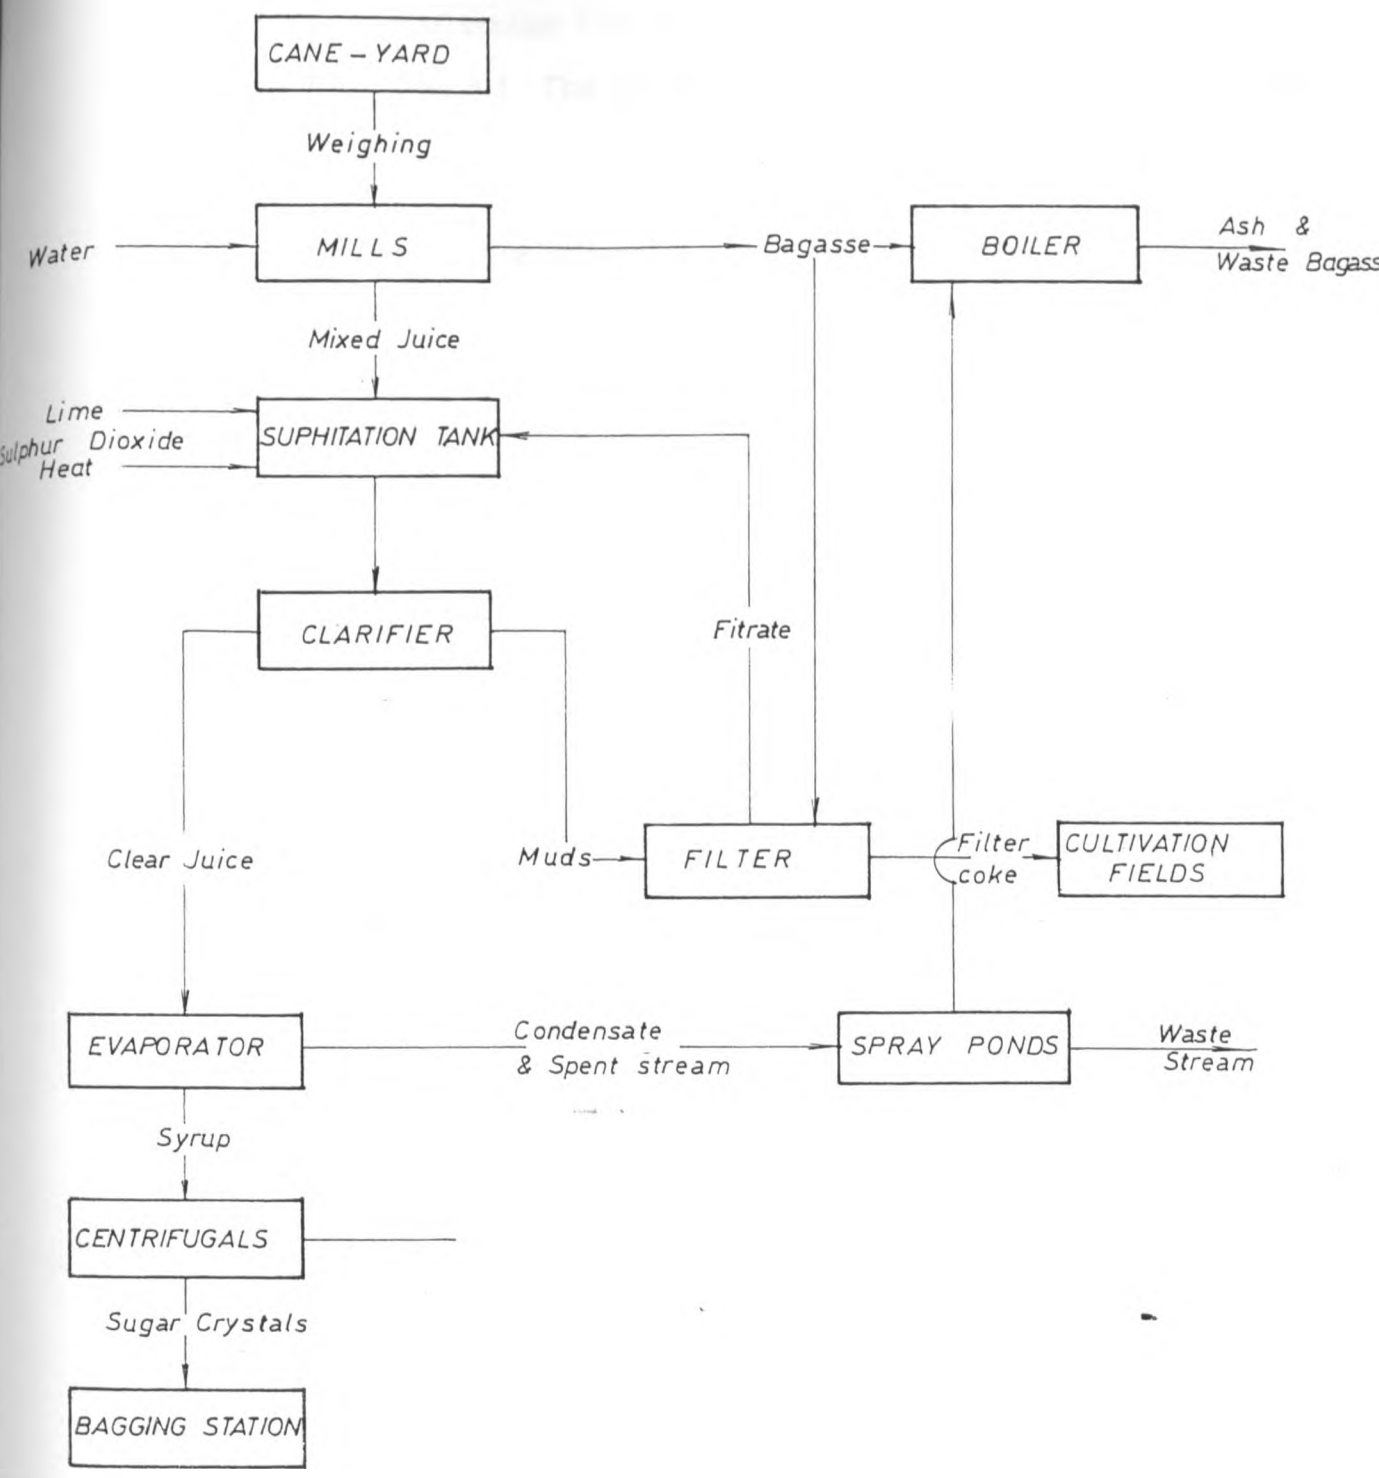 CANE-YARD
Weighing
Water
MILLS
Bagasse
BOILER
Ash &
Waste Bagass
Mixed Juice
Lime
Sulphur Dioxide
Heat
SUPHITATION TANK
CLARIFIER
Fitrate
Clear Juice
Muds
FILTER
Filter
coke
CULTIVATION
FIELDS
EVAPORATOR
Condensate
& Spent stream
SPRAY PONDS
Waste
Stream
Syrup
CENTRIFUGALS
Sugar Crystals
BAGGING STATION